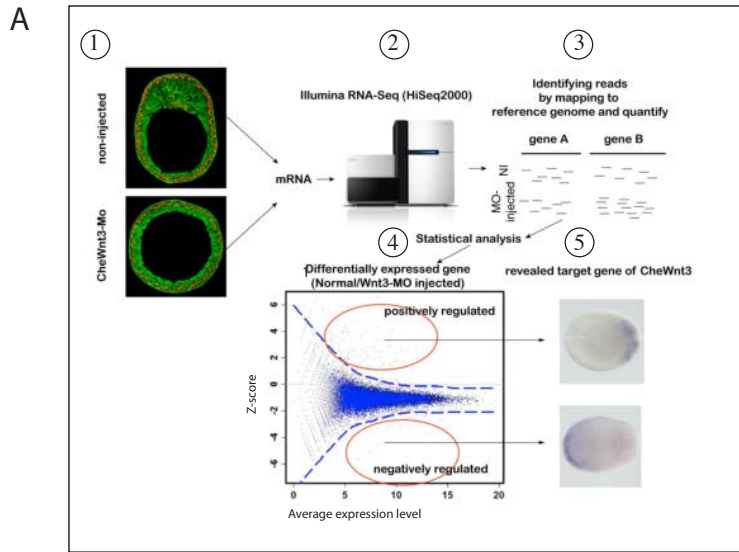 A
1
2
3
non-injected
CheWnt3-Mo
mRNA
Illumina RNA-Seq (HiSeq2000)
Identifying reads
by mapping to
reference genome and quantify
gene A
gene B
NI
MO-
injected
Statistical analysis
4
5
Differentially expressed gene
(Normal/Wnt3-MO injected)
revealed target gene of CheWnt3
positively regulated
negatively regulated
Z-score
6
4
2
0
-2
-4
-6
0
5
10
15
20
Average expression level